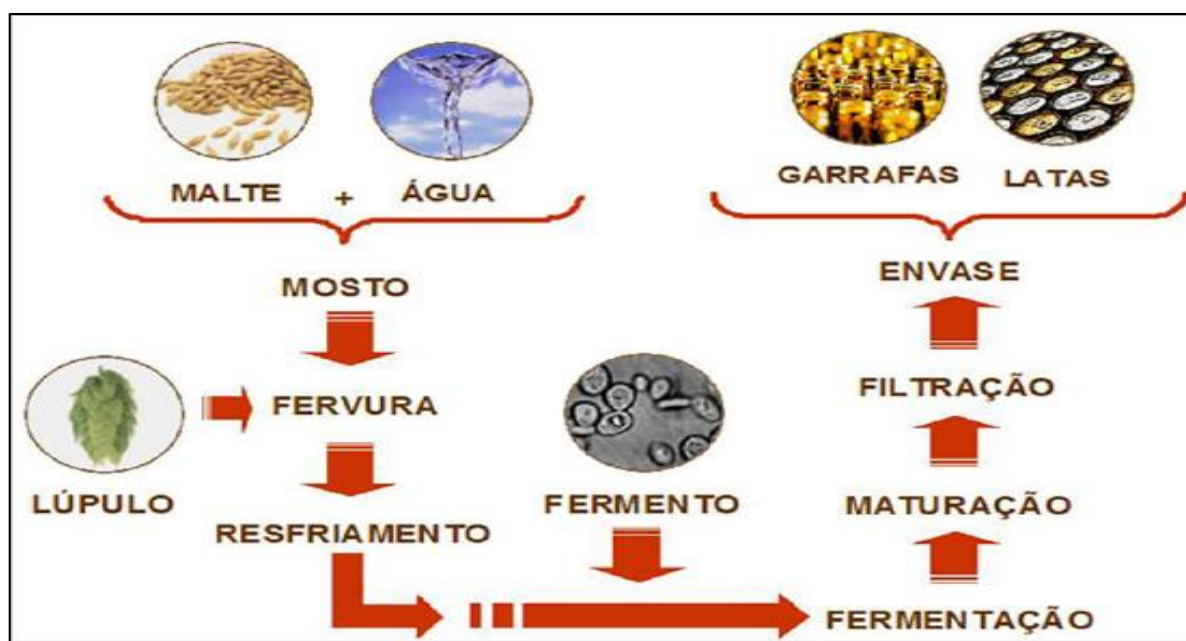 MALTE + ÁGUA
MOSTO
FERVURA
LÚPULO
RESFRIAMENTO
FERMENTO
FERMENTAÇÃO
MATURAÇÃO
FILTRAÇÃO
ENVASE
GARRAFAS LATAS